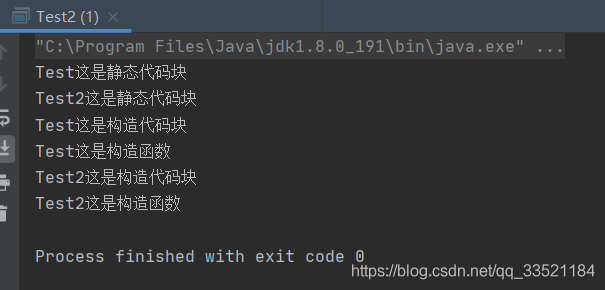 Test2 (1)
"C:\Program Files\Java\jdk1.8.0_191\bin\java.exe" ...
Test这是静态代码块
Test2这是静态代码块
Test这是构造代码块
Test这是构造函数
Test2这是构造代码块
Test2这是构造函数
Process finished with exit code 0
https://blog.csdn.net/qq_33521184